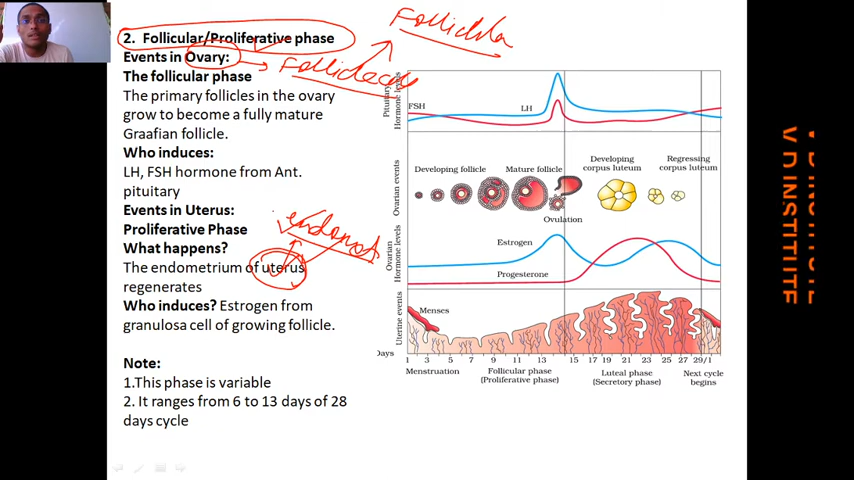 2. Follicular/Proliferative phase
Events in Ovary:
The follicular phase
The primary follicles in the ovary
grow to become a fully mature
Graafian follicle.
Who induces:
LH, FSH hormone from Ant.
pituitary
Events in Uterus:
Proliferative Phase
What happens?
The endometrium of uterus
regenerates
Who induces? Estrogen from
granulosa cell of growing follicle.
Note:
1.This phase is variable
2. It ranges from 6 to 13 days of 28
days cycle
Pituitary
Hormone levels
FSH
LH
Ovarian events
Developing follicle
Mature follicle
Developing
corpus luteum
Regressing
corpus luteum
Ovulation
Ovarian
Hormone levels
Estrogen
Progesterone
Uterine events
Menses
Days
1 3 5 7 9 11 13 15 17 19 21 23 25 27 29/1
Menstruation
Follicular phase
(Proliferative phase)
Luteal phase
(Secretory phase)
Next cycle
begins